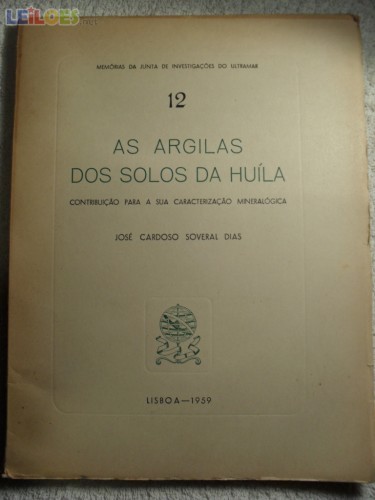 LEILOES
MEMÓRIAS DA JUNTA DE INVESTIGAÇÕES DO ULTRAMAR
12
AS ARGILAS
DOS SOLOS DA HUÍLA
CONTRIBUIÇÃO PARA A SUA CARACTERIZAÇÃO MINERALÓGICA
JOSÉ CARDOSO SOVERAL DIAS
LISBOA—1959